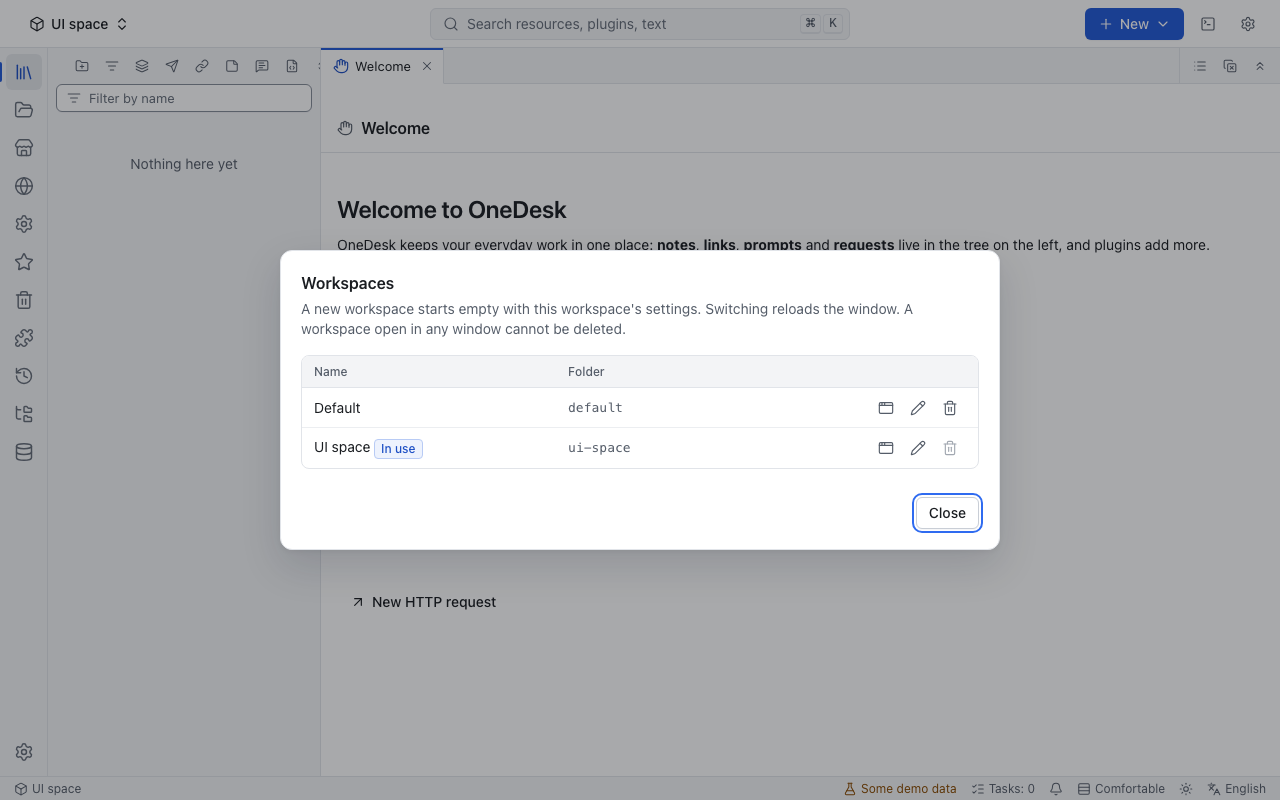 UI space
Search resources, plugins, text
⌘ K
New
Filter by name
Nothing here yet
Welcome
Welcome
Welcome to OneDesk
OneDesk keeps your everyday work in one place: notes, links, prompts and requests live in the tree on the left, and plugins add more.
Workspaces
A new workspace starts empty with this workspace's settings. Switching reloads the window. A
workspace open in any window cannot be deleted.
Name Folder
Default default
UI space In use ui-space
Close
New HTTP request
UI space
Some demo data
Tasks: 0
Comfortable
English